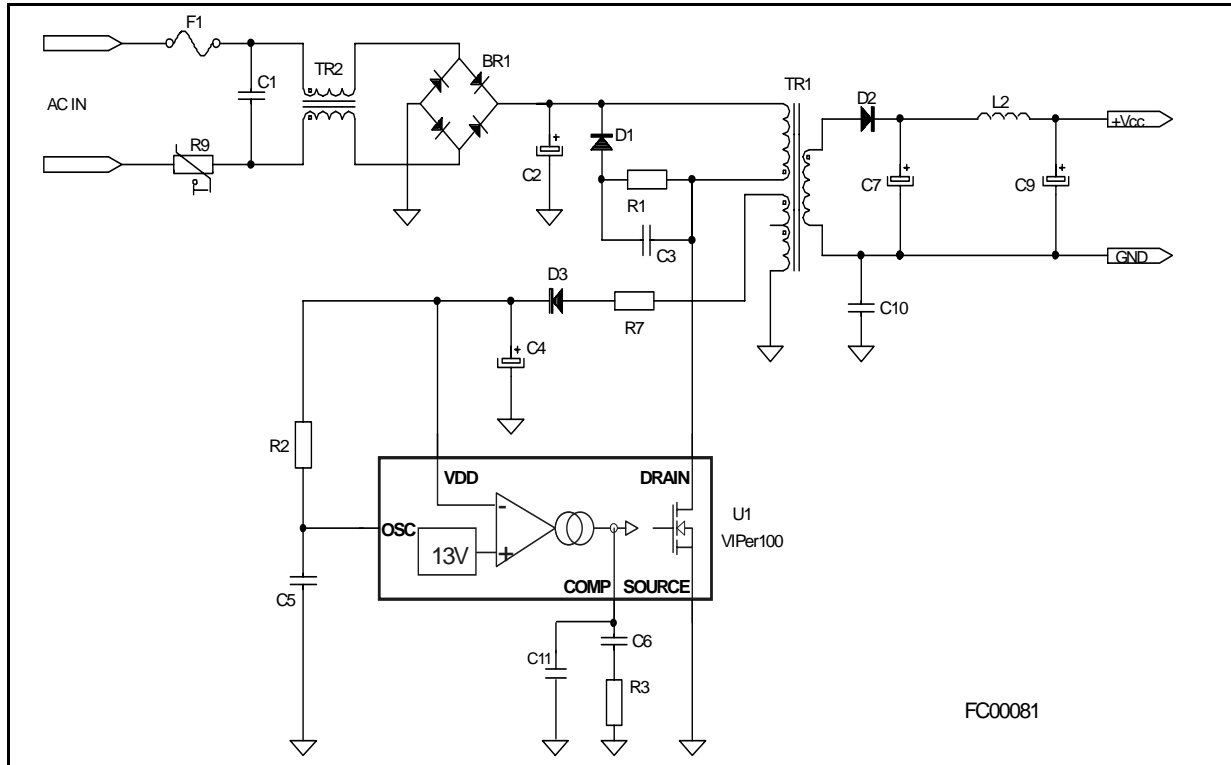 F1
BR1
TR2
C1
TR1
AC IN
D2
L2
+Vcc
D1
R9
T°
C2
R1
C7
C9
C3
GND
D3
C10
R7
C4
R2
VDD
DRAIN
-
U1
OSC
VIPer100
13V
+
COMP
SOURCE
C5
C6
C11
R3
FC00081